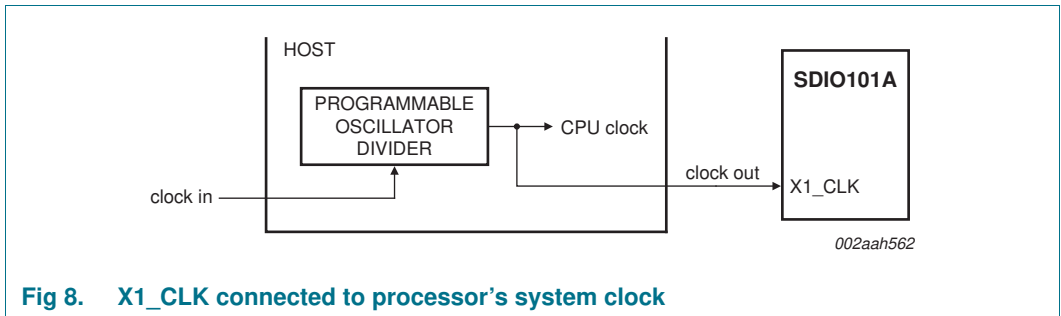 HOST
SDIO101A
PROGRAMMABLE
OSCILLATOR
DIVIDER
CPU clock
clock out
clock in
X1_CLK
002aah562
Fig 8. X1_CLK connected to processor's system clock